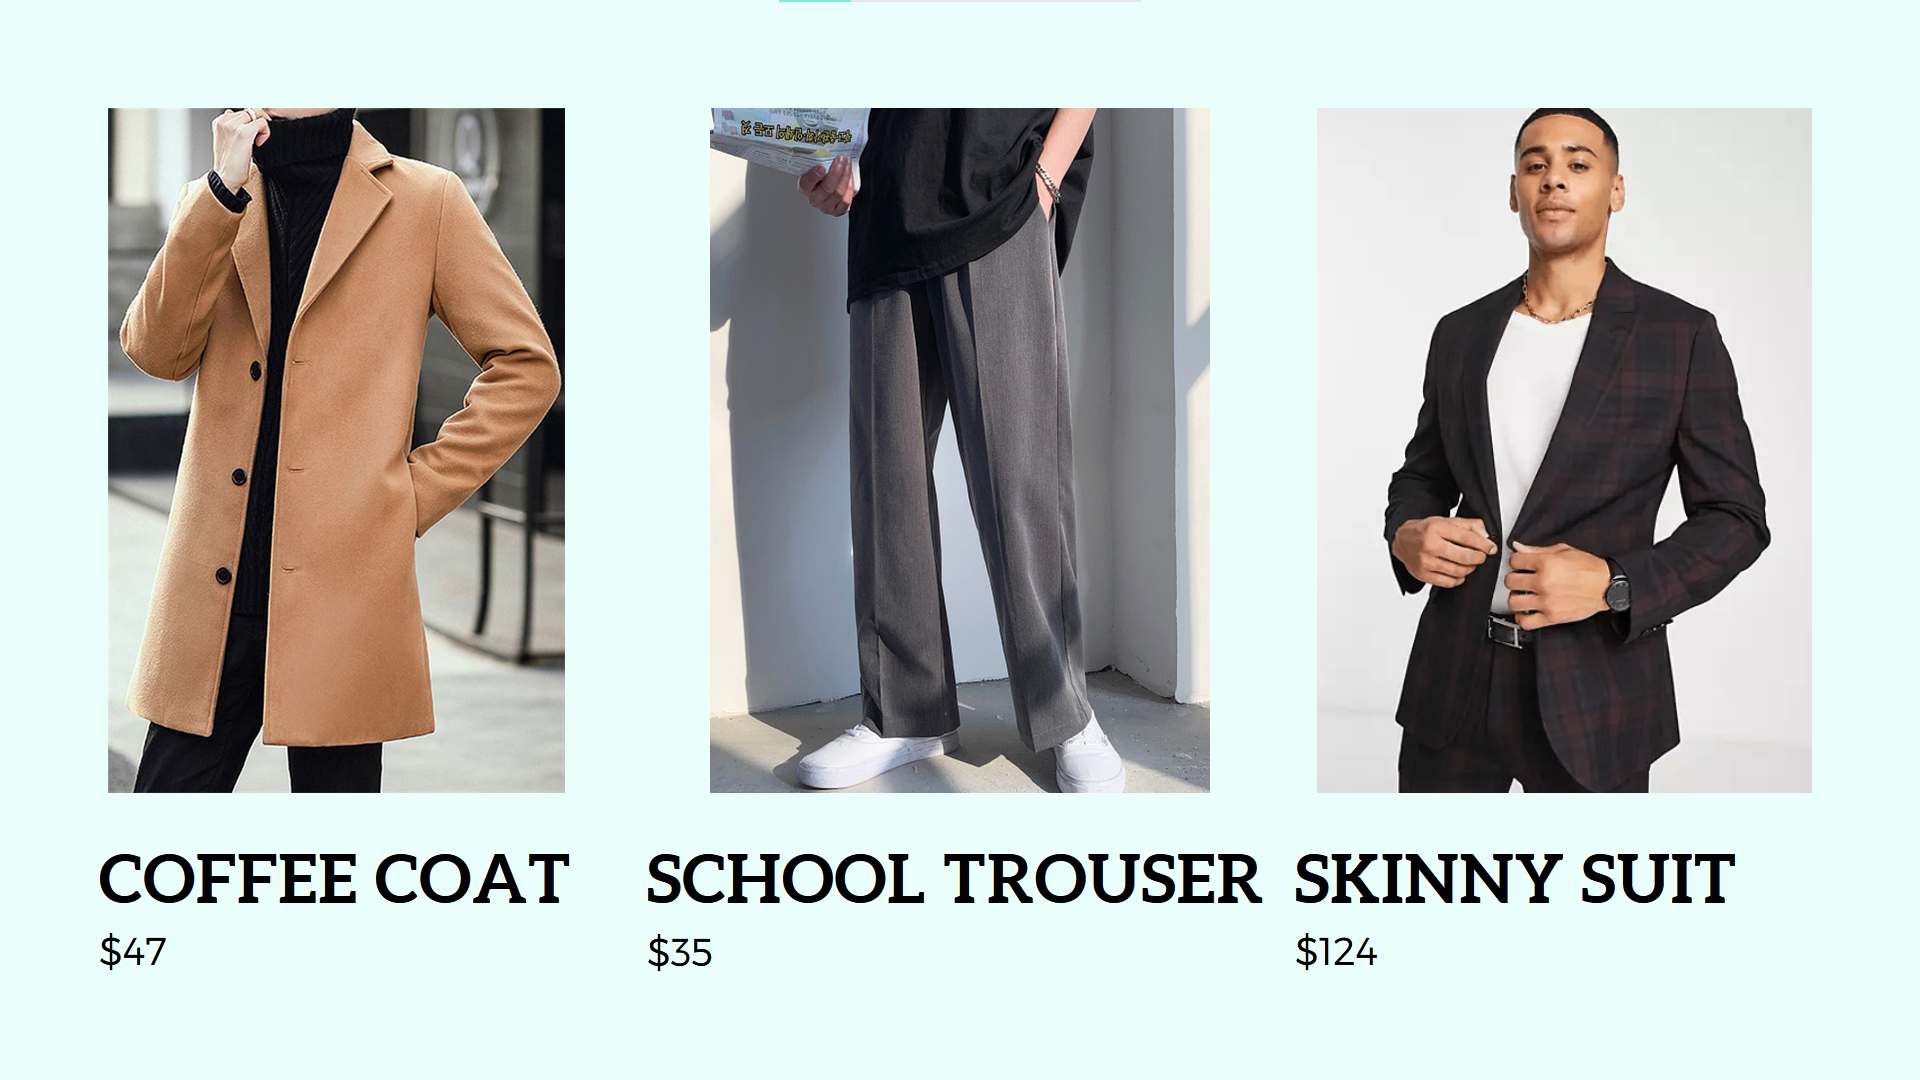 COFFEE COAT
$47
SCHOOL TROUSER
$35
SKINNY SUIT
$124